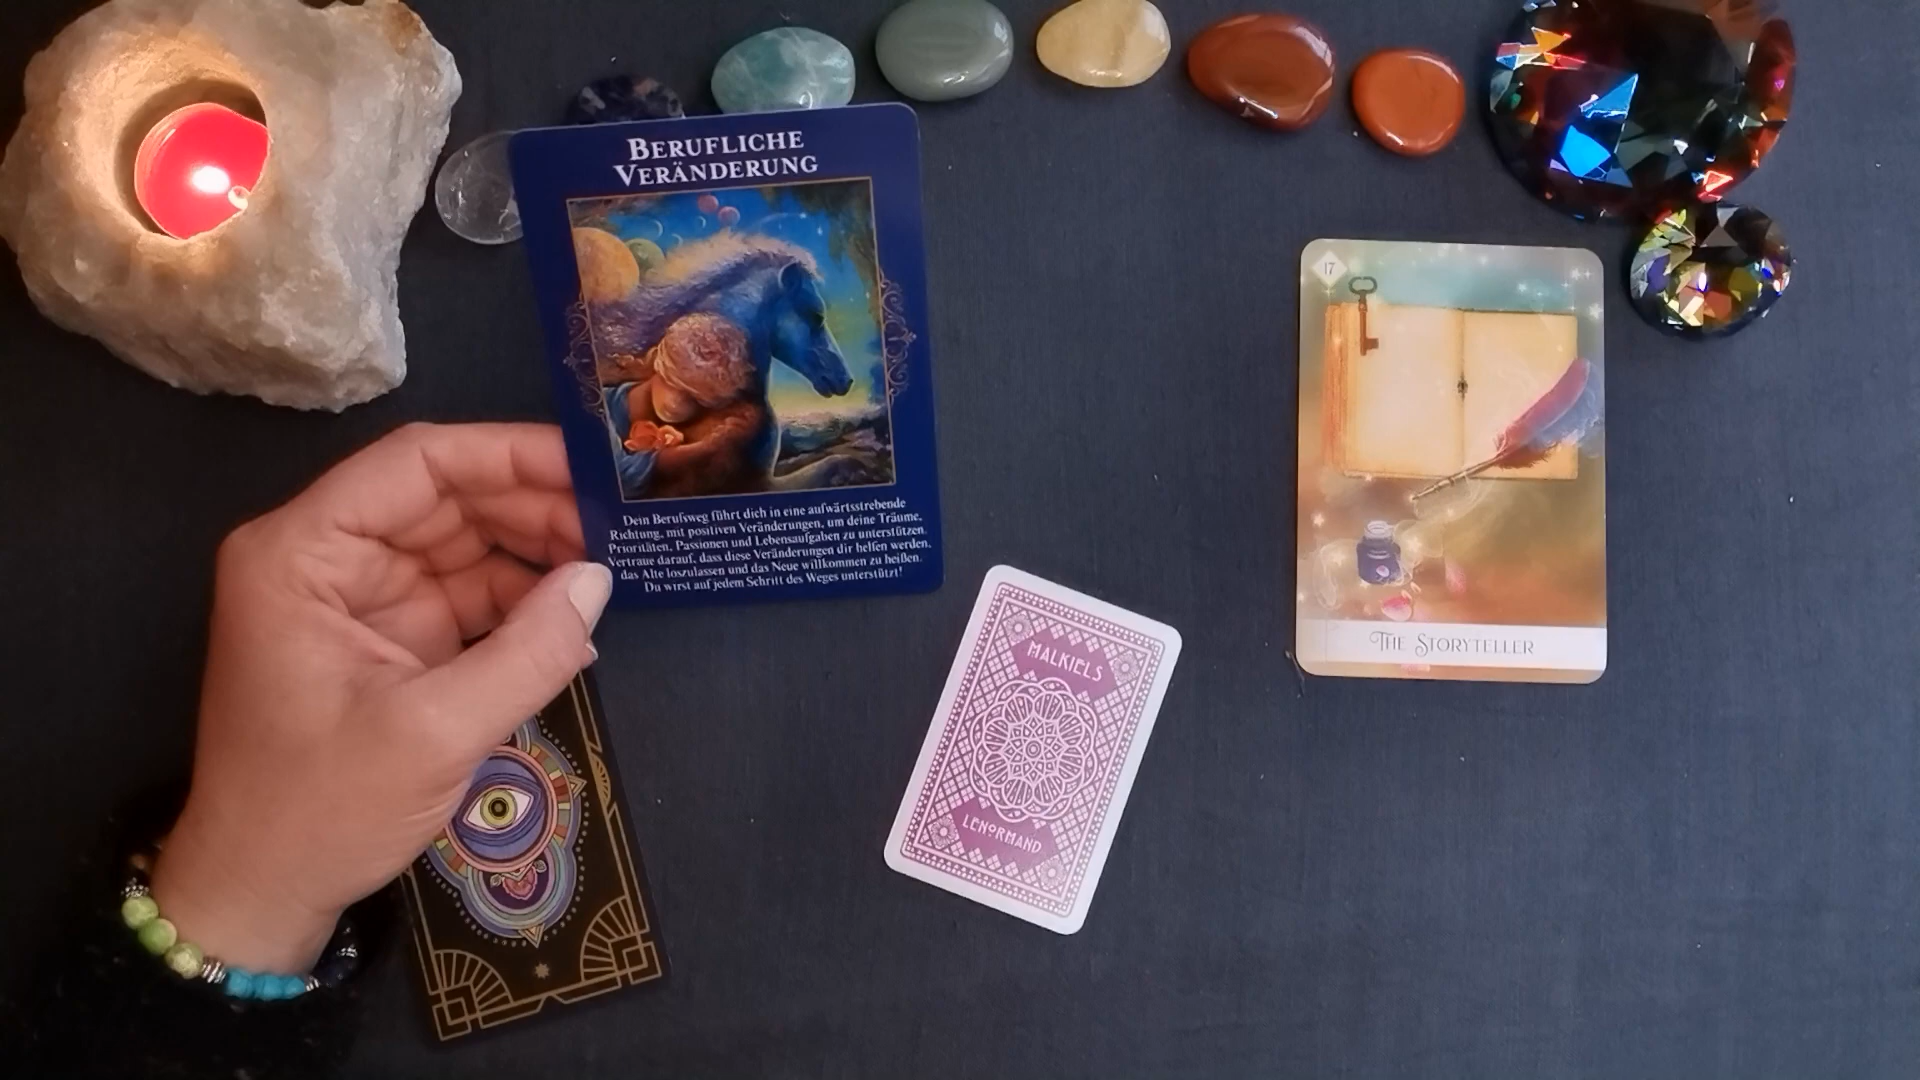 BERUFLICHE
VERÄNDERUNG
Dein Berufsweg führt dich in eine aufwärtsstrebende
Richtung, mit positiven Veränderungen, um deine Träume,
Prioritäten, Passionen und Lebensaufgaben zu unterstützen.
Vertraue darauf, dass diese Veränderungen dir helfen werden,
das Alte loszulassen und das Neue willkommen zu heißen.
Du wirst auf jedem Schritt des Weges unterstützt!
MALKIELS
LENORMAND
17
THE STORYTELLER